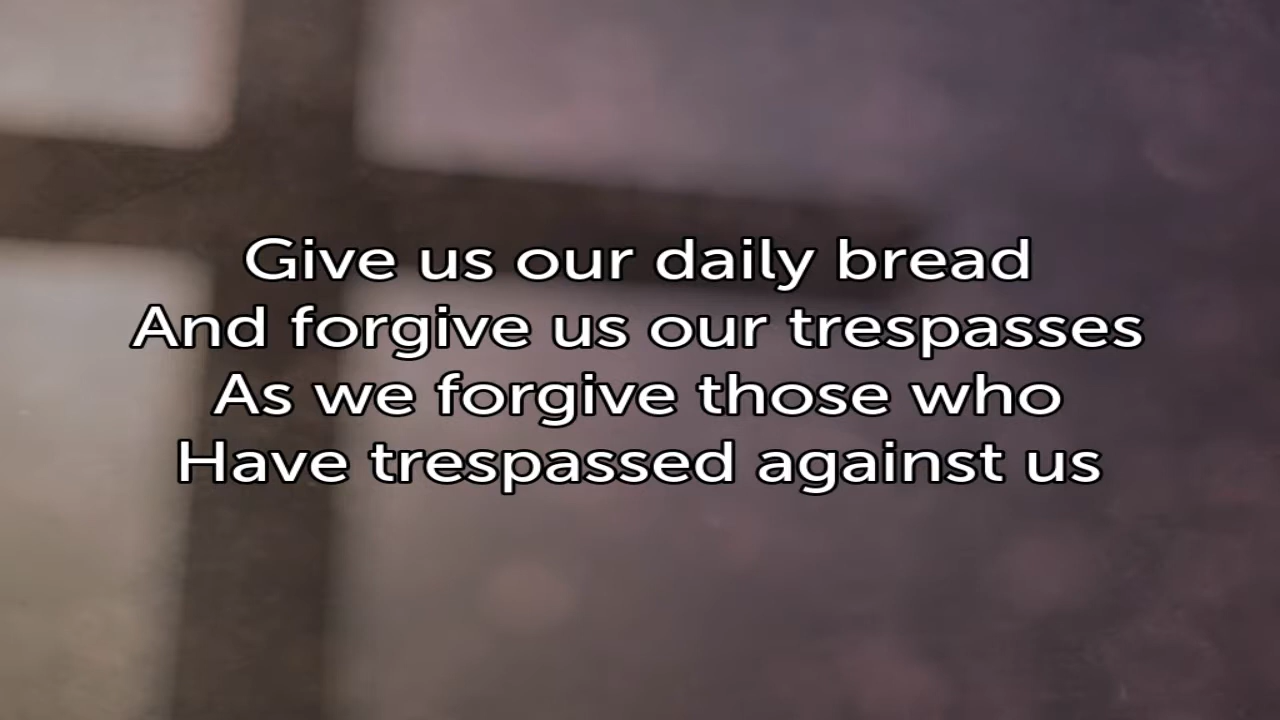 Give us our daily bread
And forgive us our trespasses
As we forgive those who
Have trespassed against us